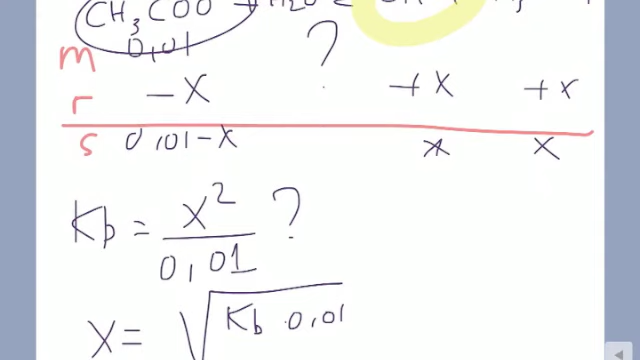 CH₃COO + H₂O
m 0,01 ?
r -X +X +X
s 0,01-X X X
Kb = X²/0,01 ?
X = √Kb 0,01